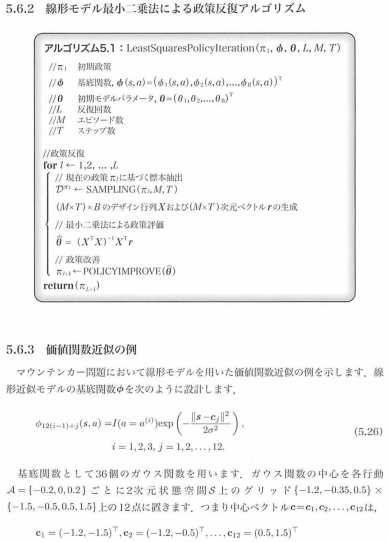 5.6.2 線形モデル最小二乗法による政策反復アルゴリズム
アルゴリズム5.1：LeastSquaresPolicyIteration(π₁, ϕ, θ, L, M, T)
//π₁ 初期政策
//ϕ 基底関数, ϕ(s,a)=(ϕ₁(s,a),ϕ₂(s,a),...,ϕ_B(s,a))^⊤
//θ 初期モデルパラメータ, θ=(θ₁,θ₂,...,θ_B)^⊤
//L 反復回数
//M エピソード数
//T ステップ数
//政策反復
for l ← 1,2, ... ,L
// 現在の政策 π_l に基づく標本抽出
D^{π_l} ← SAMPLING(π_l, M, T)
(M×T)×B のデザイン行列 X および (M×T) 次元ベクトル r の生成
// 最小二乗法による政策評価
θ̂ = (X^⊤X)^{-1}X^⊤r
// 政策改善
π_{l+1} ← POLICYIMPROVE(θ̂)
return(π_{L+1})
5.6.3 価値関数近似の例
マウンテンカー問題において線形モデルを用いた価値関数近似の例を示します．線
形近似モデルの基底関数ϕを次のように設計します．
ϕ_{12(i−1)+j}(s,a) =I(a = a^{(i)})exp(−‖s − c_j‖²/2σ²),
(5.26)
i = 1,2,3, j = 1,2,...,12.
基底関数として36個のガウス関数を用います．ガウス関数の中心を各行動
A={−0.2,0,0.2} ごとに2次元状態空間S上のグリッド{−1.2,−0.35,0.5}×
{−1.5,−0.5,0.5,1.5}上の12点に置きます．つまり中心ベクトルc=c₁,c₂,...,c₁₂は，
c₁ = (−1.2,−1.5)^⊤, c₂ = (−1.2,−0.5)^⊤,...,c₁₂ = (0.5,1.5)^⊤